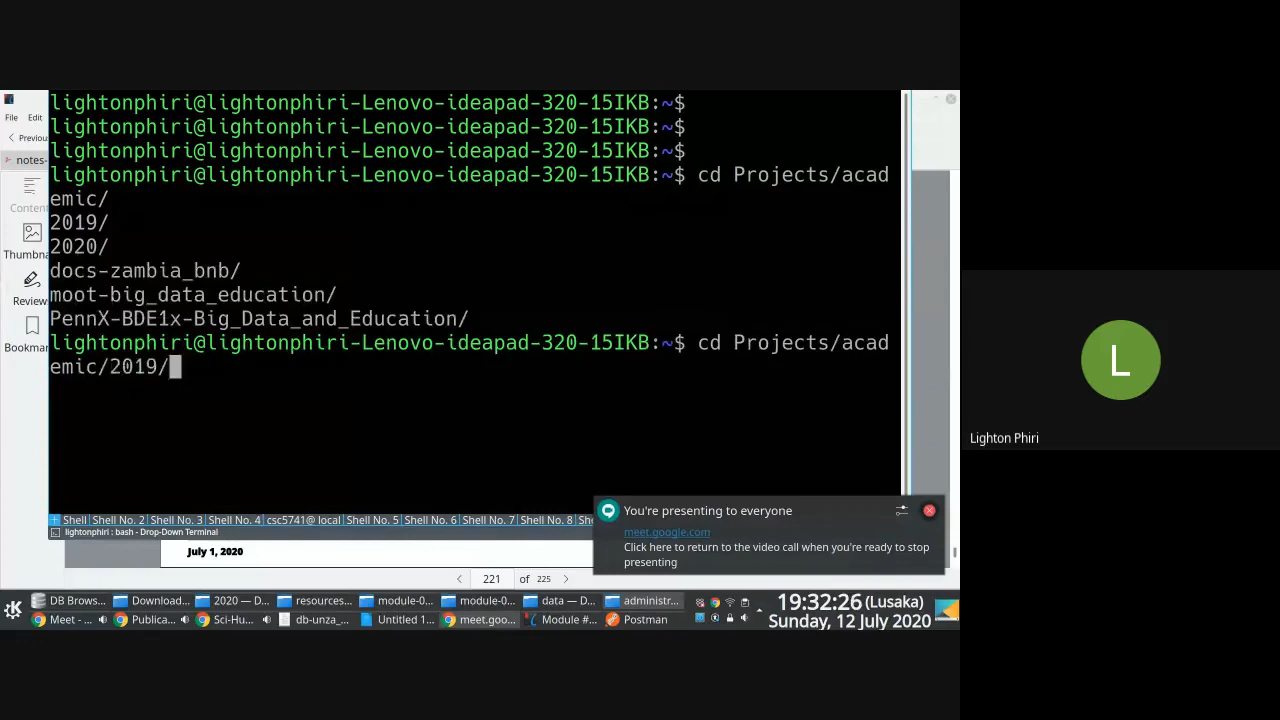 lightonphiri@lightonphiri-Lenovo-ideapad-320-15IKB:~$
lightonphiri@lightonphiri-Lenovo-ideapad-320-15IKB:~$
lightonphiri@lightonphiri-Lenovo-ideapad-320-15IKB:~$
lightonphiri@lightonphiri-Lenovo-ideapad-320-15IKB:~$ cd Projects/acad
emic/
2019/
2020/
docs-zambia_bnb/
moot-big_data_education/
PennX-BDE1x-Big_Data_and_Education/
lightonphiri@lightonphiri-Lenovo-ideapad-320-15IKB:~$ cd Projects/acad
emic/2019/
File Edit
Previous
notes-
Conten
Thumbna
Review
Bookmar
Shell Shell No. 2 Shell No. 3 Shell No. 4 csc5741@ local Shell No. 5 Shell No. 6 Shell No. 7 Shell No. 8 She
lightonphiri : bash - Drop-Down Terminal
You're presenting to everyone
meet.google.com
Click here to return to the video call when you're ready to stop
presenting
July 1, 2020
221 of 225
DB Brows... Download... 2020 — D... resources... module-0... module-0... data — D... administr...
Meet - ... Publica... Sci-Hu... db-unza_... Untitled 1... meet.goo... Module #... Postman
19:32:26 (Lusaka)
Sunday, 12 July 2020
L
Lighton Phiri